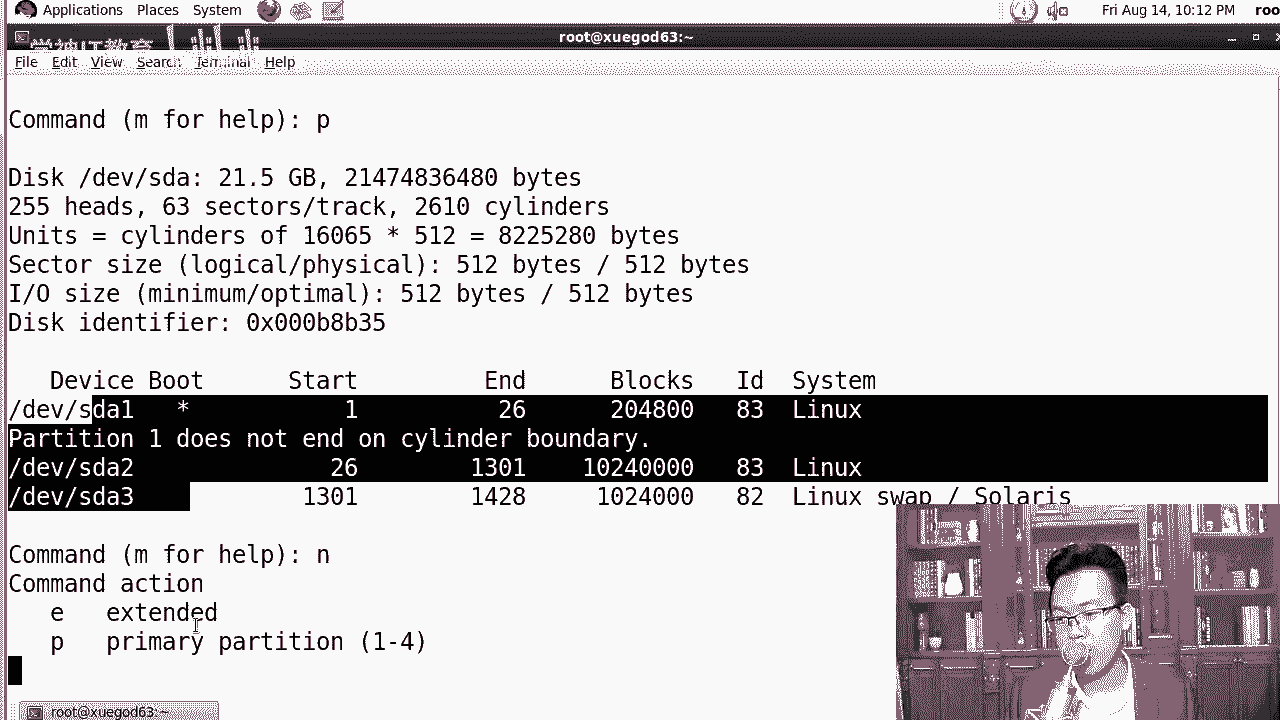 Applications Places System Fri Aug 14, 10:12 PM roo
学神IT教育 root@xuegod63:~
File Edit View Search Terminal Help
Command (m for help): p
Disk /dev/sda: 21.5 GB, 21474836480 bytes
255 heads, 63 sectors/track, 2610 cylinders
Units = cylinders of 16065 * 512 = 8225280 bytes
Sector size (logical/physical): 512 bytes / 512 bytes
I/O size (minimum/optimal): 512 bytes / 512 bytes
Disk identifier: 0x000b8b35
Device Boot Start End Blocks Id System
/dev/sda1 * 1 26 204800 83 Linux
Partition 1 does not end on cylinder boundary.
/dev/sda2 26 1301 10240000 83 Linux
/dev/sda3 1301 1428 1024000 82 Linux swap / Solaris
Command (m for help): n
Command action
e extended
p primary partition (1-4)
root@xuegod63:~